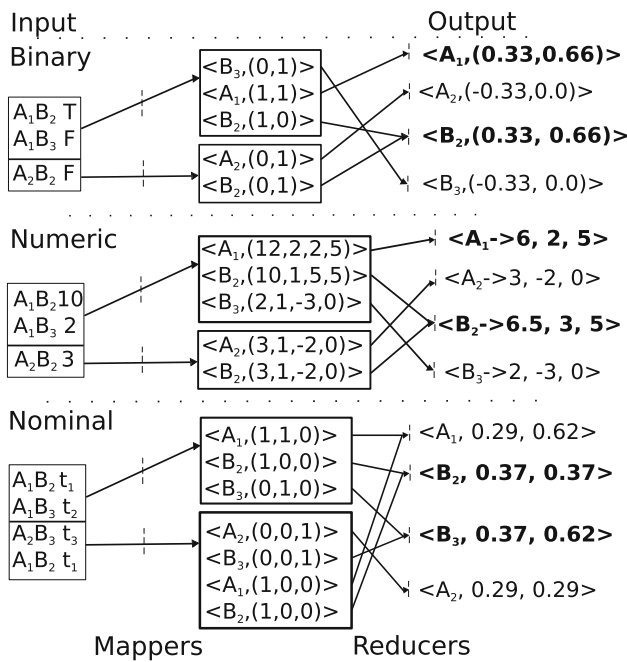 Input
Output
Binary
A₁B₂ T
A₁B₃ F
A₂B₂ F
<B₃,(0,1)>
<A₁,(1,1)>
<B₂,(1,0)>
<A₂,(0,1)>
<B₂,(0,1)>
<A₁,(0.33,0.66)>
<A₂,(-0.33,0.0)>
<B₂,(0.33, 0.66)>
<B₃,(-0.33, 0.0)>
Numeric
A₁B₂10
A₁B₃ 2
A₂B₂ 3
<A₁,(12,2,2,5)>
<B₂,(10,1,5,5)>
<B₃,(2,1,-3,0)>
<A₂,(3,1,-2,0)>
<B₂,(3,1,-2,0)>
<A₁->6, 2, 5>
<A₂->3, -2, 0>
<B₂->6.5, 3, 5>
<B₃->2, -3, 0>
Nominal
A₁B₂ t₁
A₁B₃ t₂
A₂B₃ t₃
A₁B₂ t₁
<A₁,(1,1,0)>
<B₂,(1,0,0)>
<B₃,(0,1,0)>
<A₂,(0,0,1)>
<B₃,(0,0,1)>
<A₁,(1,0,0)>
<B₂,(1,0,0)>
<A₁, 0.29, 0.62>
<B₂, 0.37, 0.37>
<B₃, 0.37, 0.62>
<A₂, 0.29, 0.29>
Mappers
Reducers